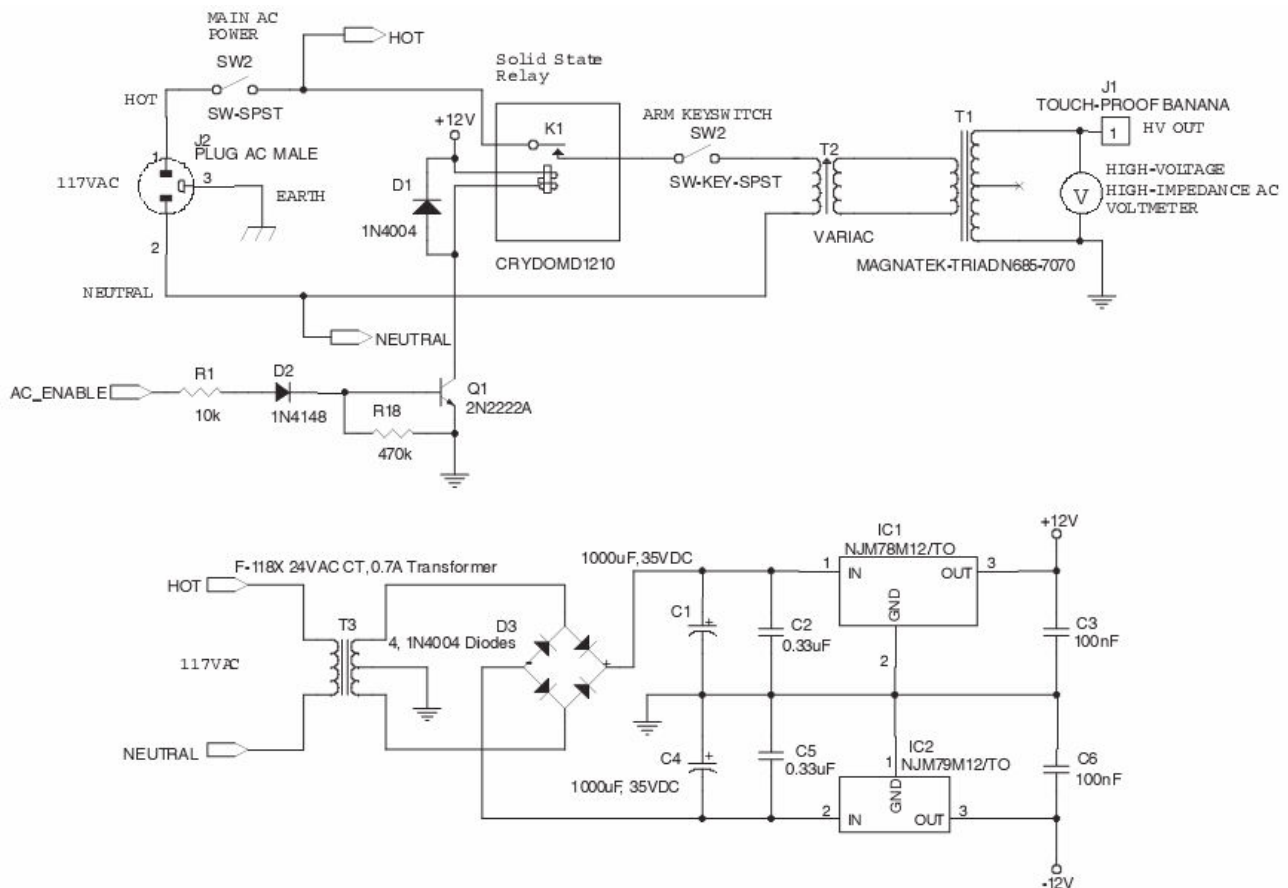 MAIN AC
POWER
SW2
SW-SPST
HOT
HOT
J2
PLUG AC MALE
1
3
2
117VAC
EARTH
NEUTRAL
NEUTRAL
+12V
D1
1N4004
Solid State
Relay
K1
CRYDOMD1210
ARM KEYSWITCH
SW2
SW-KEY-SPST
T2
VARIAC
T1
MAGNATEK-TRIADN685-7070
J1
TOUCH-PROOF BANANA
1
HV OUT
V
HIGH-VOLTAGE
HIGH-IMPEDANCE AC
VOLTMETER
AC_ENABLE
R1
10k
D2
1N4148
R18
470k
Q1
2N2222A
F-118X 24VAC CT, 0.7A Transformer
HOT
T3
117VAC
NEUTRAL
D3
4, 1N4004 Diodes
-
+
1000uF, 35VDC
C1
+
C2
0.33uF
IC1
NJM78M12/TO
1
IN
OUT
3
GND
2
+12V
C3
100nF
C4
+
1000uF, 35VDC
C5
0.33uF
IC2
NJM79M12/TO
1
GND
2
IN
OUT
3
C6
100nF
-12V